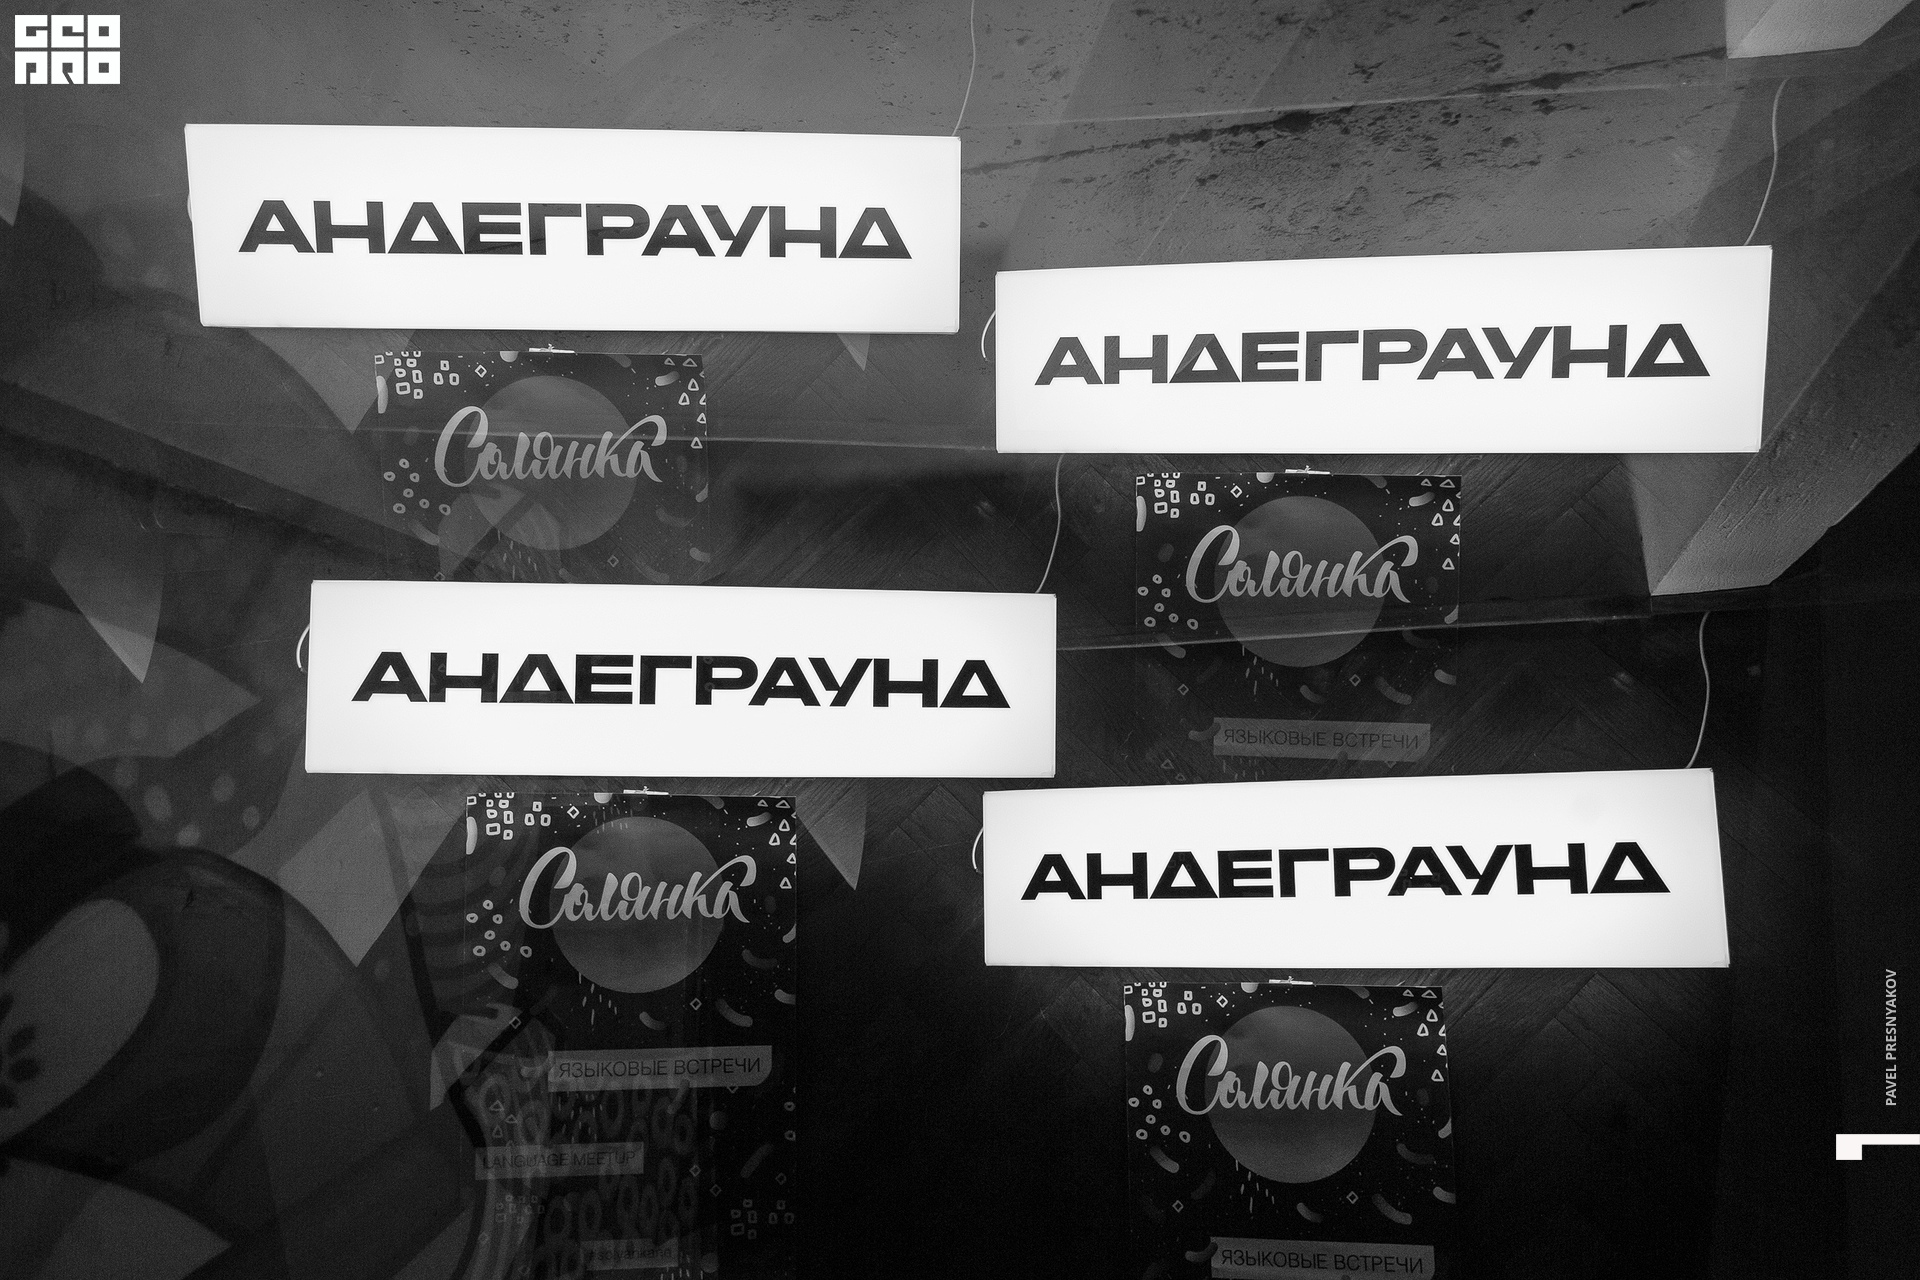 GEO
PRO
АНДЕГРАУНД
АНДЕГРАУНД
Солянка
Солянка
АНДЕГРАУНД
ЯЗЫКОВЫЕ ВСТРЕЧИ
АНДЕГРАУНД
Солянка
Солянка
ЯЗЫКОВЫЕ ВСТРЕЧИ
LANGUAGE MEETUP
ЯЗЫКОВЫЕ ВСТРЕЧИ
PAVEL PRESNYAKOV